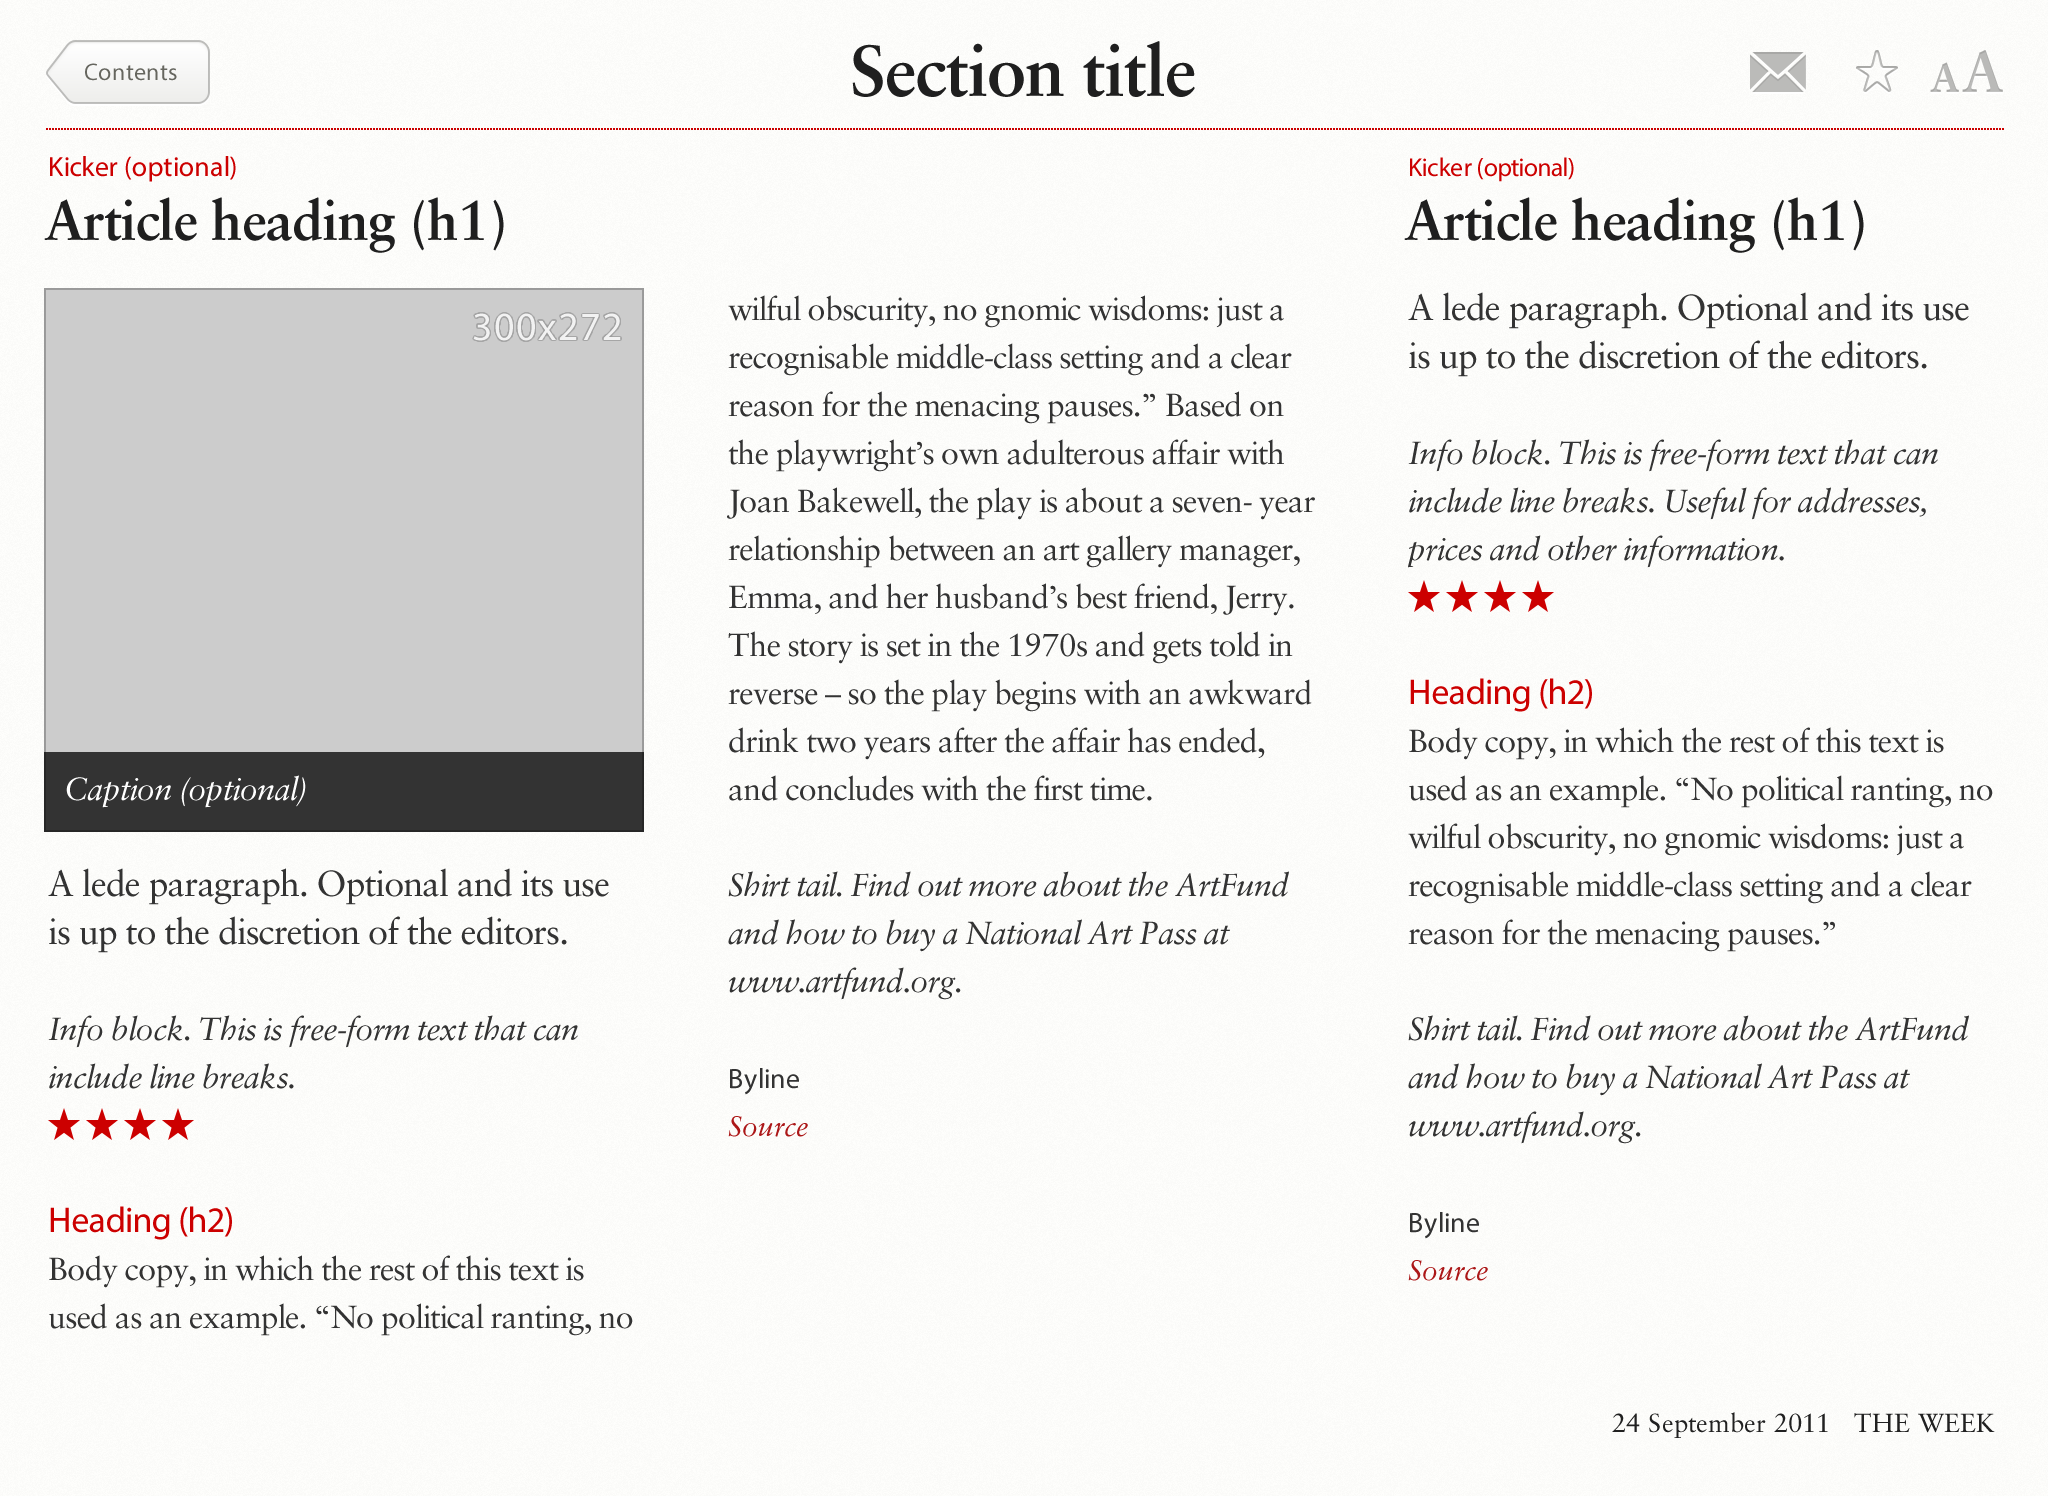 Contents
Section title
AA
Kicker (optional)
Article heading (h1)
300x272
Caption (optional)
A lede paragraph. Optional and its use
is up to the discretion of the editors.
Info block. This is free-form text that can
include line breaks.
★★★★
Heading (h2)
Body copy, in which the rest of this text is
used as an example. “No political ranting, no
wilful obscurity, no gnomic wisdoms: just a
recognisable middle-class setting and a clear
reason for the menacing pauses.” Based on
the playwright’s own adulterous affair with
Joan Bakewell, the play is about a seven- year
relationship between an art gallery manager,
Emma, and her husband’s best friend, Jerry.
The story is set in the 1970s and gets told in
reverse – so the play begins with an awkward
drink two years after the affair has ended,
and concludes with the first time.
Shirt tail. Find out more about the ArtFund
and how to buy a National Art Pass at
www.artfund.org.
Byline
Source
Kicker (optional)
Article heading (h1)
A lede paragraph. Optional and its use
is up to the discretion of the editors.
Info block. This is free-form text that can
include line breaks. Useful for addresses,
prices and other information.
★★★★
Heading (h2)
Body copy, in which the rest of this text is
used as an example. “No political ranting, no
wilful obscurity, no gnomic wisdoms: just a
recognisable middle-class setting and a clear
reason for the menacing pauses.”
Shirt tail. Find out more about the ArtFund
and how to buy a National Art Pass at
www.artfund.org.
Byline
Source
24 September 2011 THE WEEK